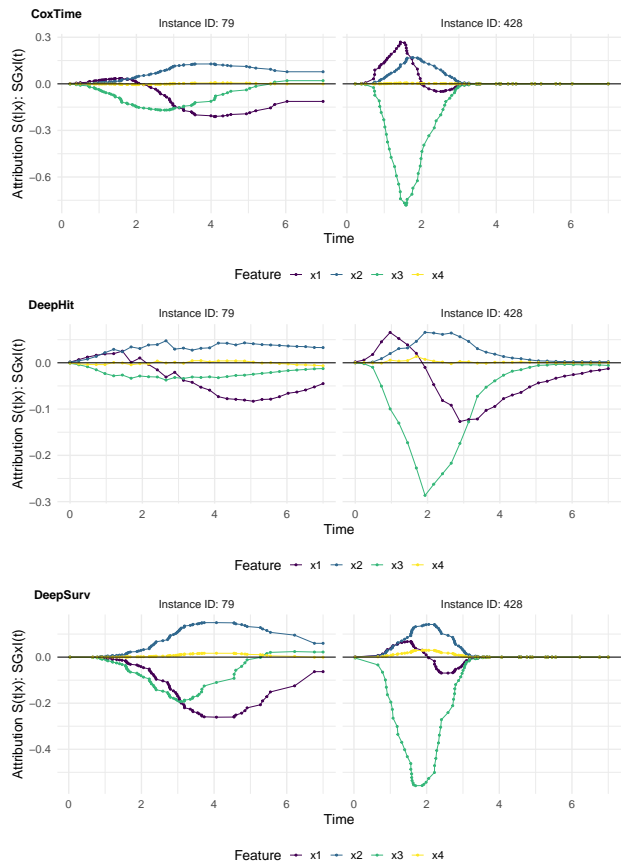 CoxTime
Instance ID: 79 Instance ID: 428
Attribution S(t|x): SGxI(t)
0.3
0.0
−0.3
−0.6
0 2 4 6 0 2 4 6
Time
Feature x1 x2 x3 x4
DeepHit
Instance ID: 79 Instance ID: 428
Attribution S(t|x): SGxI(t)
0.0
−0.1
−0.2
−0.3
0 2 4 6 0 2 4 6
Time
Feature x1 x2 x3 x4
DeepSurv
Instance ID: 79 Instance ID: 428
Attribution S(t|x): SGxI(t)
0.0
−0.2
−0.4
0 2 4 6 0 2 4 6
Time
Feature x1 x2 x3 x4